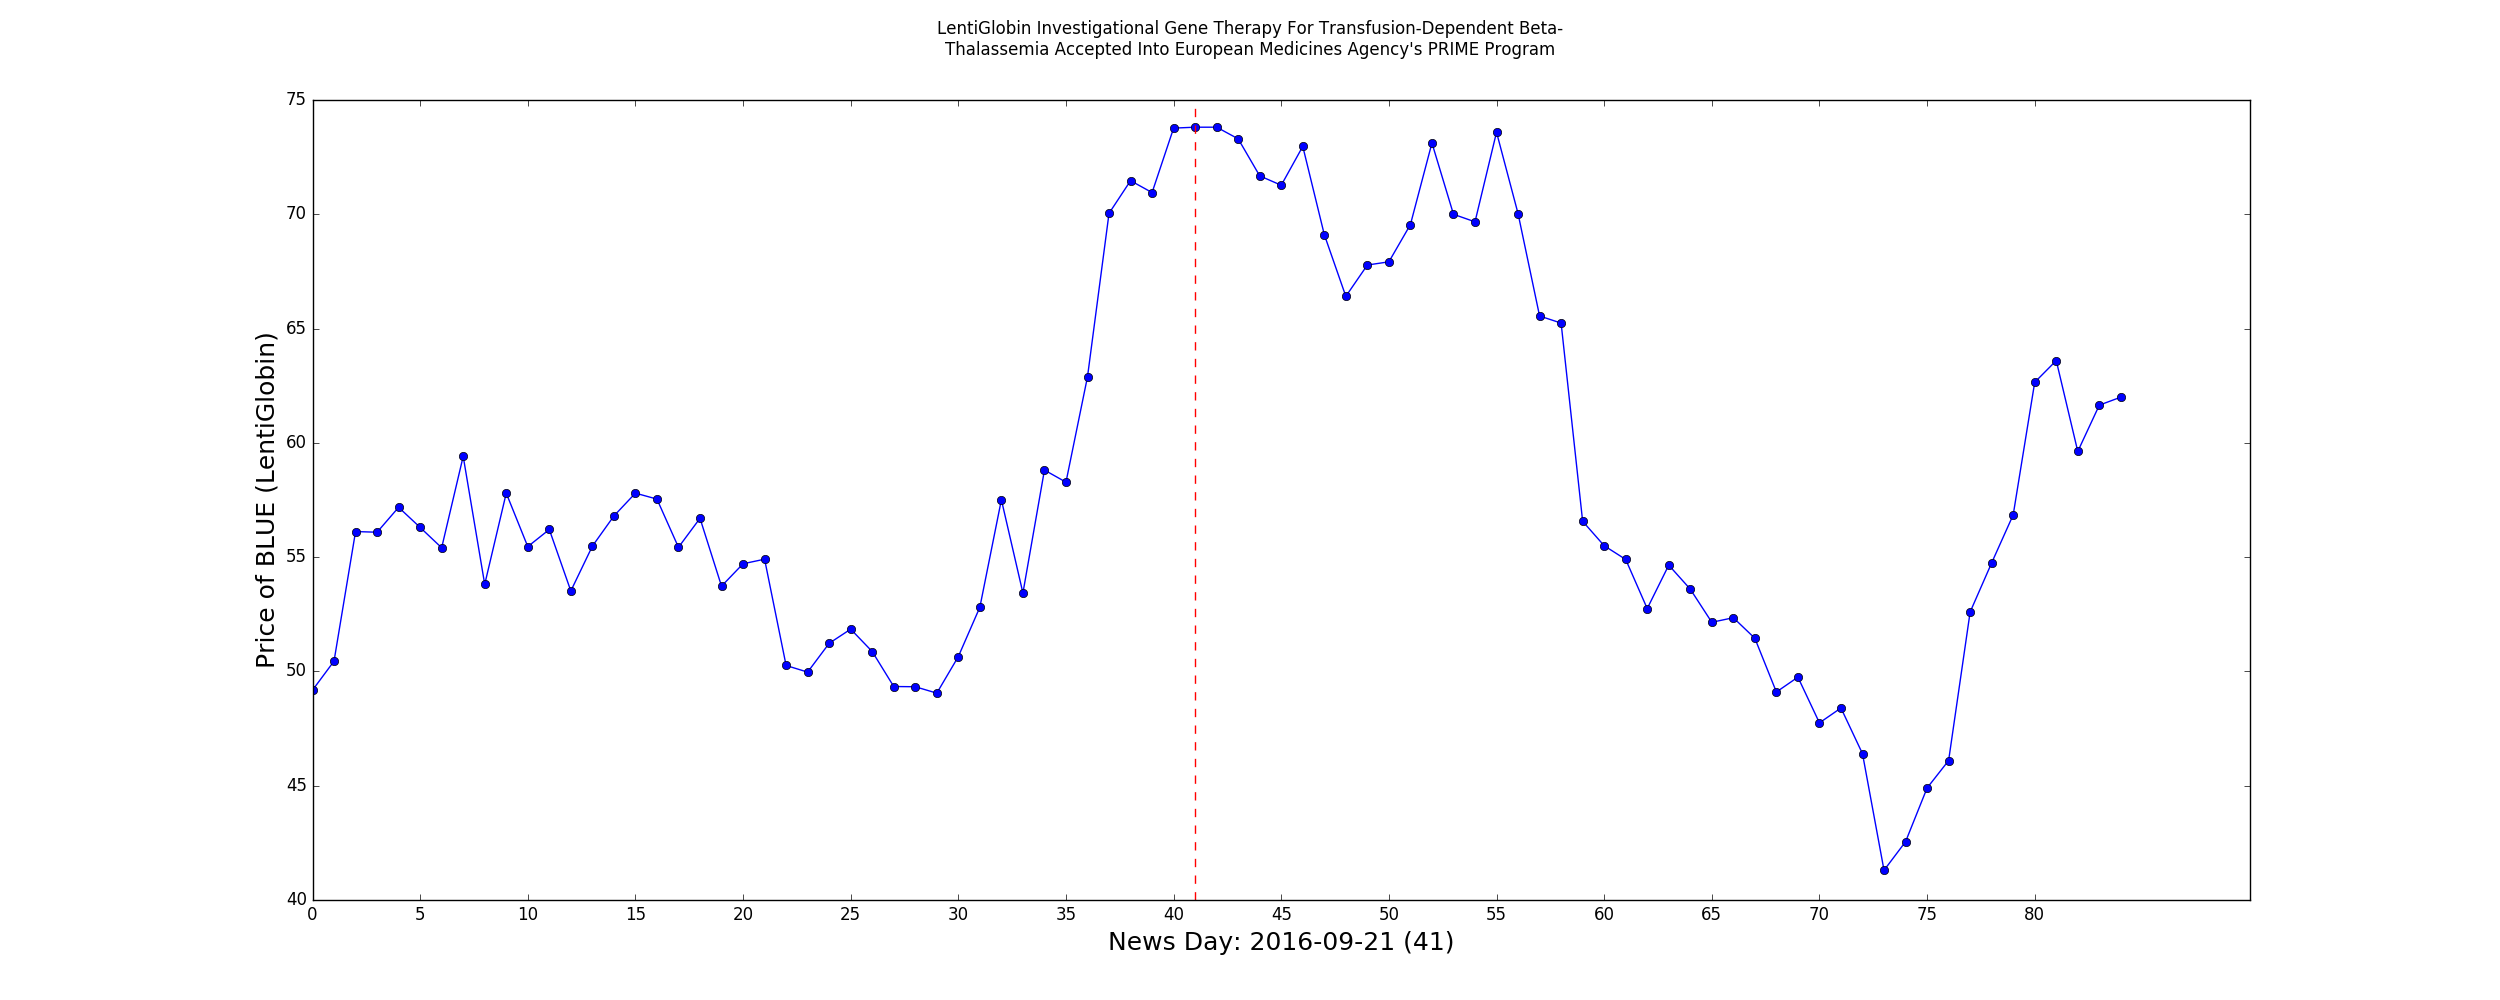 LentiGlobin Investigational Gene Therapy For Transfusion-Dependent Beta-
Thalassemia Accepted Into European Medicines Agency's PRIME Program
75
70
65
60
55
50
45
40
Price of BLUE (LentiGlobin)
0 5 10 15 20 25 30 35 40 45 50 55 60 65 70 75 80
News Day: 2016-09-21 (41)